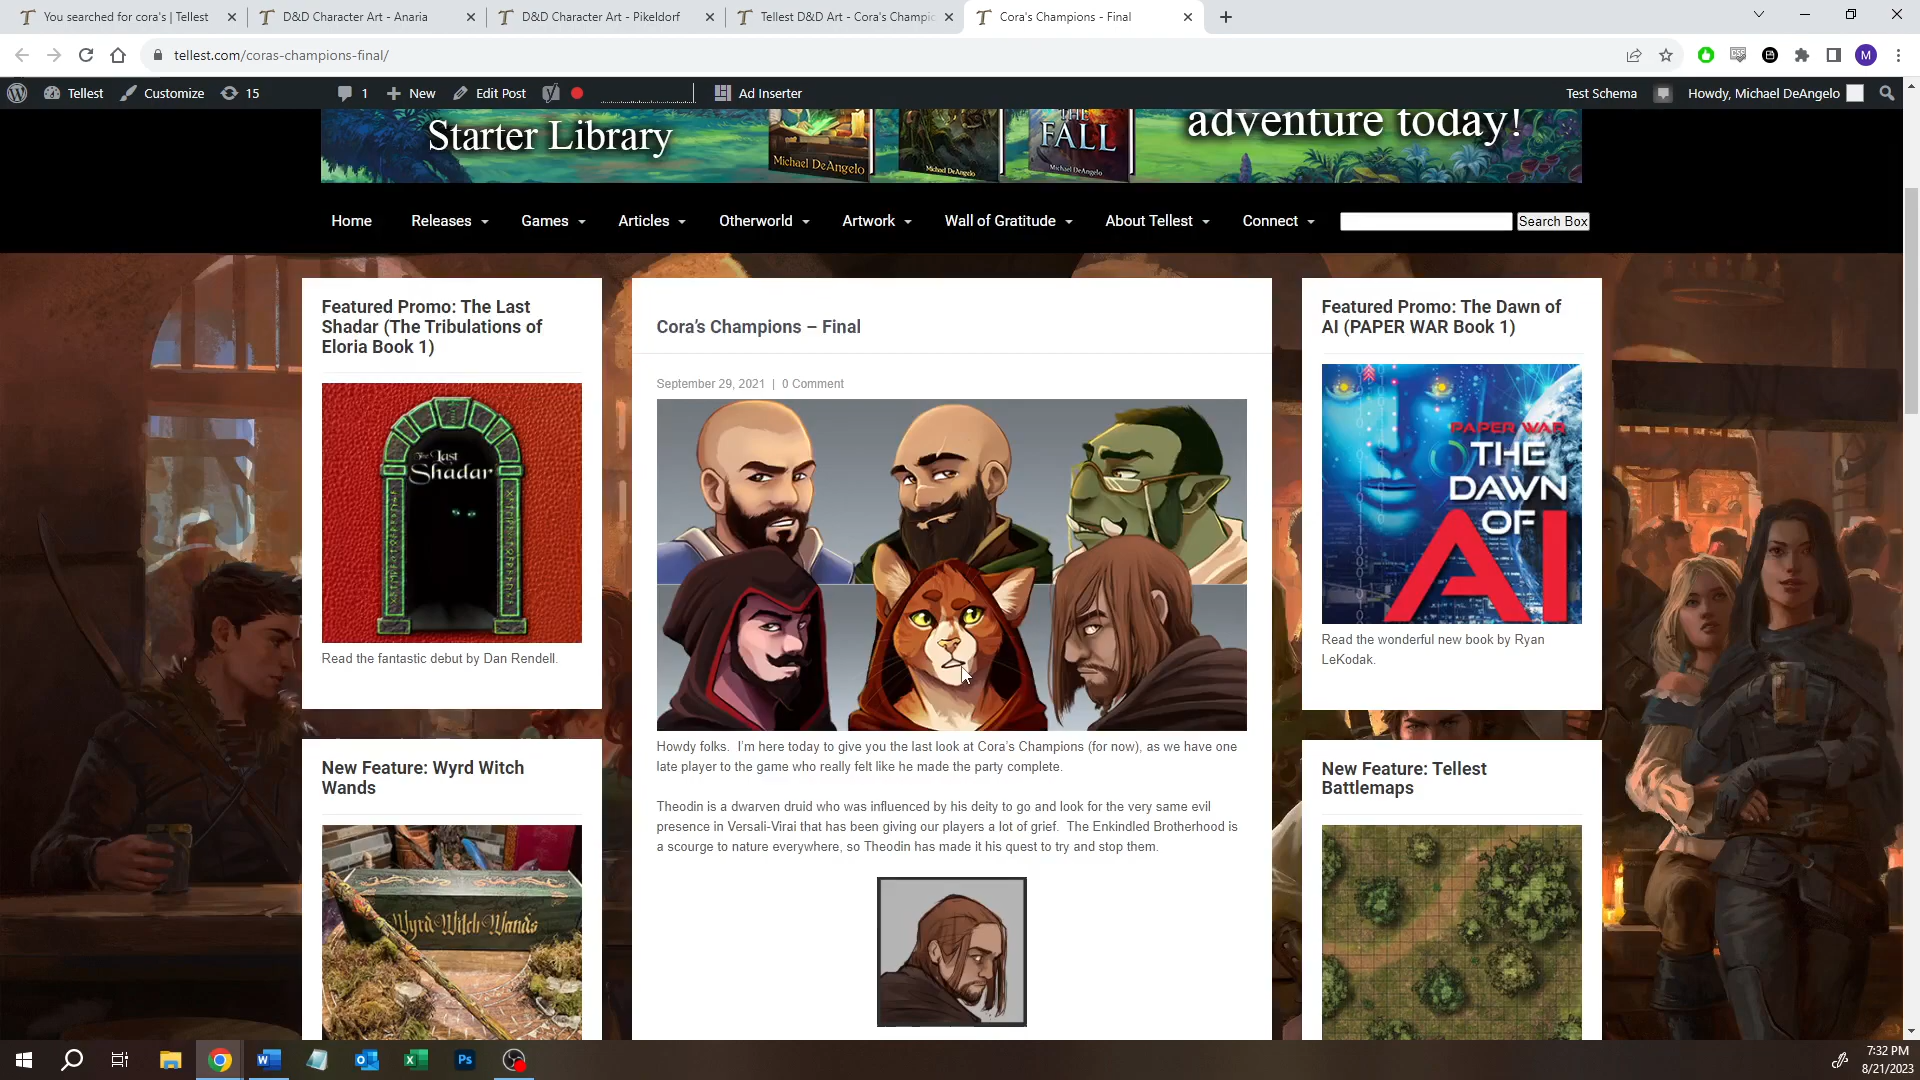 You searched for cora's | Tellest
D&D Character Art - Anaria
D&D Character Art - Pikeldorf
Tellest D&D Art - Cora's Champic
Cora's Champions - Final
tellest.com/coras-champions-final/
M
Tellest
Customize
15
1
New
Edit Post
Ad Inserter
Test Schema
Howdy, Michael DeAngelo
Starter Library
Michael DeAngelo
Michael DeAngelo
THE
FALL
Michael DeAngelo
adventure today!
Home
Releases
Games
Articles
Otherworld
Artwork
Wall of Gratitude
About Tellest
Connect
Search Box
Featured Promo: The Last
Shadar (The Tribulations of
Eloria Book 1)
The Last
Shadar
Read the fantastic debut by Dan Rendell.
New Feature: Wyrd Witch
Wands
Wyrd Witch Wands
Cora’s Champions – Final
September 29, 2021 | 0 Comment
Howdy folks.  I’m here today to give you the last look at Cora’s Champions (for now), as we have one
late player to the game who really felt like he made the party complete.
Theodin is a dwarven druid who was influenced by his deity to go and look for the very same evil
presence in Versali-Virai that has been giving our players a lot of grief.  The Enkindled Brotherhood is
a scourge to nature everywhere, so Theodin has made it his quest to try and stop them.
Featured Promo: The Dawn of
AI (PAPER WAR Book 1)
PAPER WAR
THE
DAWN
OF
AI
Read the wonderful new book by Ryan
LeKodak.
New Feature: Tellest
Battlemaps
7:32 PM
8/21/2023